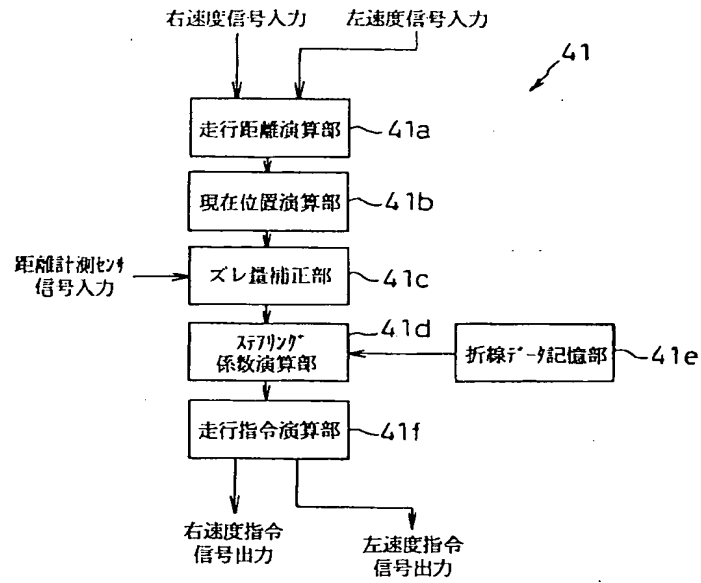 右速度信号入力
左速度信号入力
41
走行距離演算部
41a
現在位置演算部
41b
距離計測ｾﾝｻ
信号入力
ズレ量補正部
41c
ｽﾃｱﾘﾝｸﾞ
係数演算部
41d
折線ﾃﾞｰﾀ記憶部
41e
走行指令演算部
41f
右速度指令
信号出力
左速度指令
信号出力